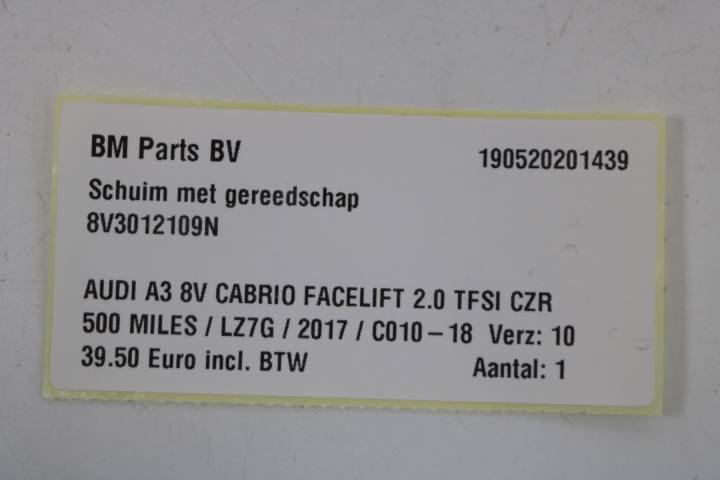 BM Parts BV 190520201439
Schuim met gereedschap
8V3012109N
AUDI A3 8V CABRIO FACELIFT 2.0 TFSI CZR
500 MILES / LZ7G / 2017 / C010-18 Verz: 10
39.50 Euro incl. BTW Aantal: 1